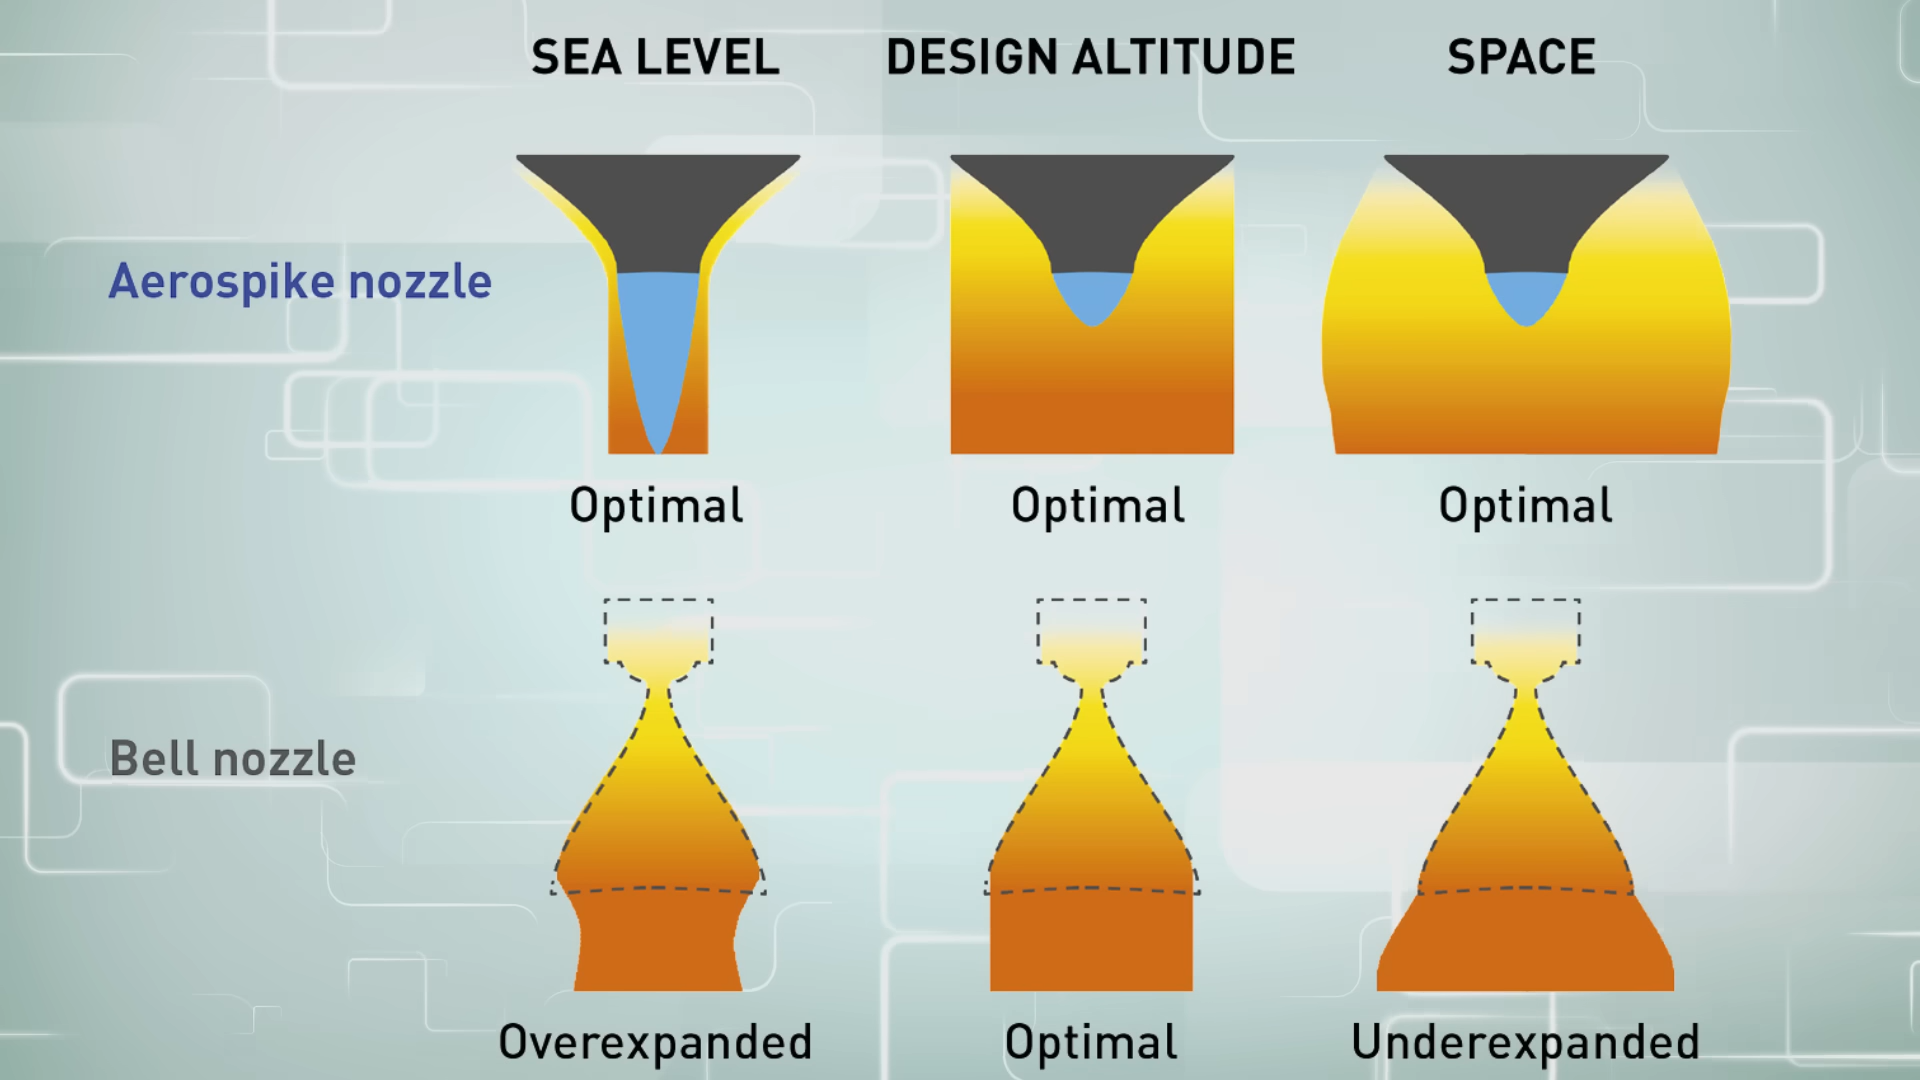 SEA LEVEL
DESIGN ALTITUDE
SPACE
Aerospike nozzle
Optimal
Optimal
Optimal
Bell nozzle
Overexpanded
Optimal
Underexpanded